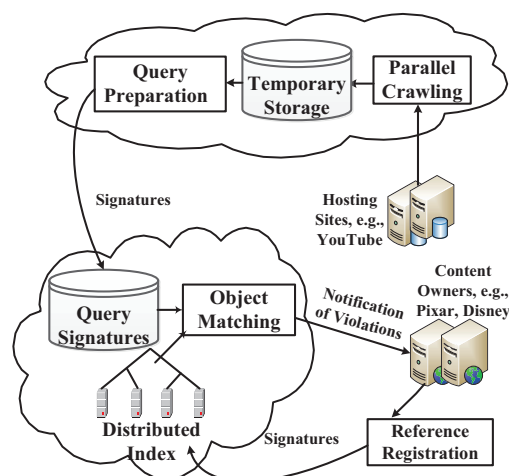 Query
Preparation
Temporary
Storage
Parallel
Crawling
Signatures
Hosting
Sites, e.g.,
YouTube
Query
Signatures
Object
Matching
Notification
of Violations
Content
Owners, e.g.,
Pixar, Disney
Distributed
Index
Signatures
Reference
Registration